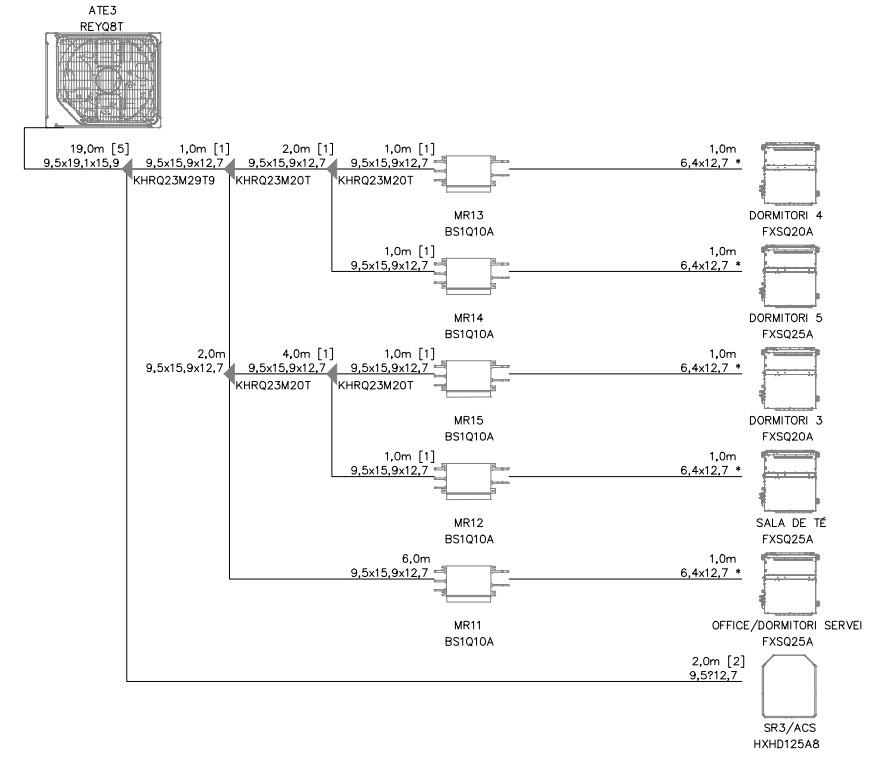 ATE3
REYQ8T
19,0m [5]
9,5x19,1x15,9
KHRQ23M29T9
1,0m [1]
9,5x15,9x12,7
KHRQ23M20T
2,0m [1]
9,5x15,9x12,7
KHRQ23M20T
1,0m [1]
9,5x15,9x12,7
MR13
BS1Q10A
1,0m
6,4x12,7 *
DORMITORI 4
FXSQ20A
1,0m [1]
9,5x15,9x12,7
MR14
BS1Q10A
1,0m
6,4x12,7 *
DORMITORI 5
FXSQ25A
2,0m
9,5x15,9x12,7
KHRQ23M20T
4,0m [1]
9,5x15,9x12,7
KHRQ23M20T
1,0m [1]
9,5x15,9x12,7
MR15
BS1Q10A
1,0m
6,4x12,7 *
DORMITORI 3
FXSQ20A
1,0m [1]
9,5x15,9x12,7
MR12
BS1Q10A
1,0m
6,4x12,7 *
SALA DE TÉ
FXSQ25A
6,0m
9,5x15,9x12,7
MR11
BS1Q10A
1,0m
6,4x12,7 *
OFFICE/DORMITORI SERVEI
FXSQ25A
2,0m [2]
9,5?12,7
SR3/ACS
HXHD125A8